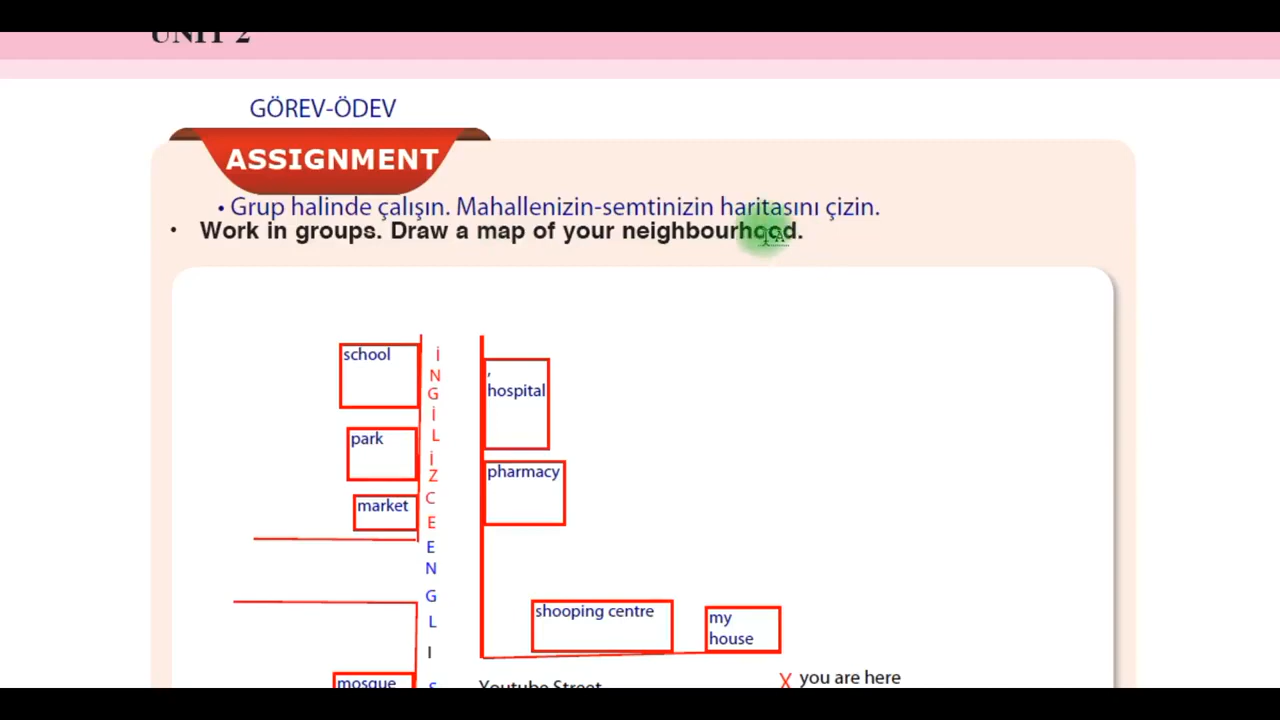 UNIT 2
GÖREV-ÖDEV
ASSIGNMENT
• Grup halinde çalışın. Mahallenizin-semtinizin haritasını çizin.
• Work in groups. Draw a map of your neighbourhood.
school
park
market
İ
N
G
İ
L
İ
Z
C
E
E
N
G
L
I
S
,
hospital
pharmacy
shooping centre
my
house
mosque
Youtube Street
X you are here